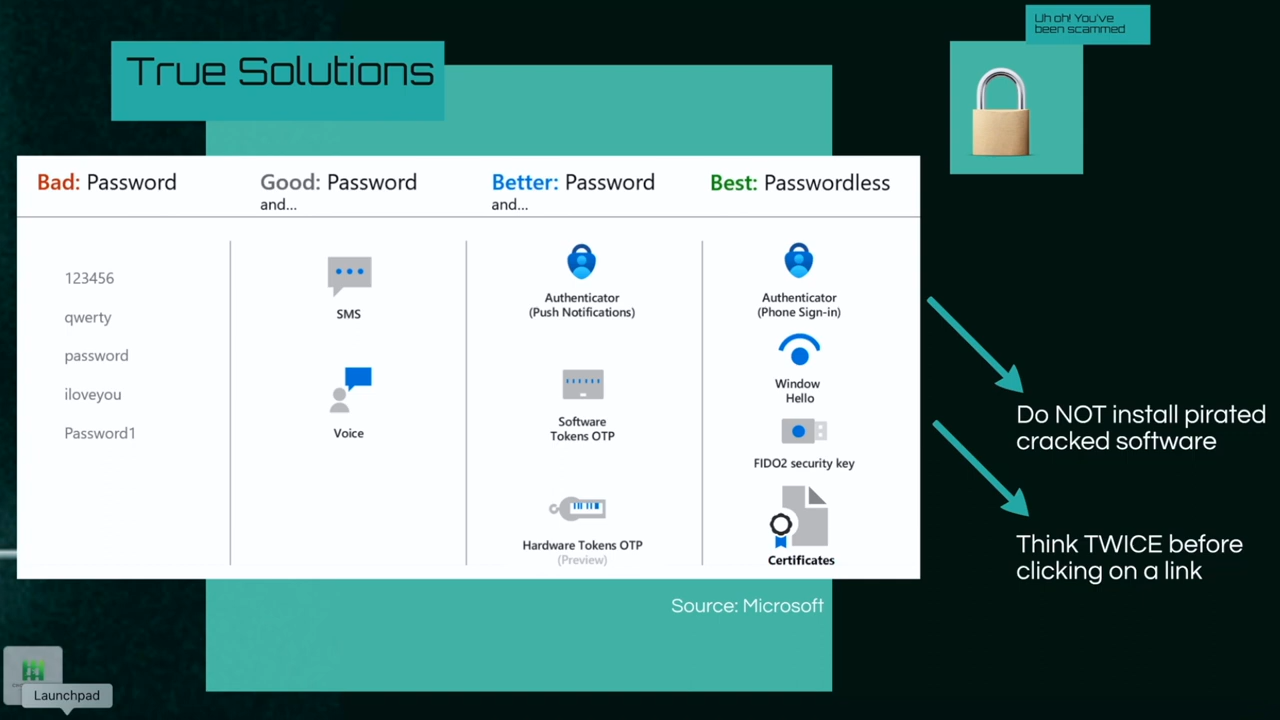 Uh oh! You've
been scammed
True Solutions
Bad: Password
Good: Password
and...
Better: Password
and...
Best: Passwordless
123456
qwerty
password
iloveyou
Password1
SMS
Voice
Authenticator
(Push Notifications)
Software
Tokens OTP
Hardware Tokens OTP
(Preview)
Authenticator
(Phone Sign-in)
Window
Hello
FIDO2 security key
Certificates
Do NOT install pirated
cracked software
Think TWICE before
clicking on a link
Source: Microsoft
Launchpad